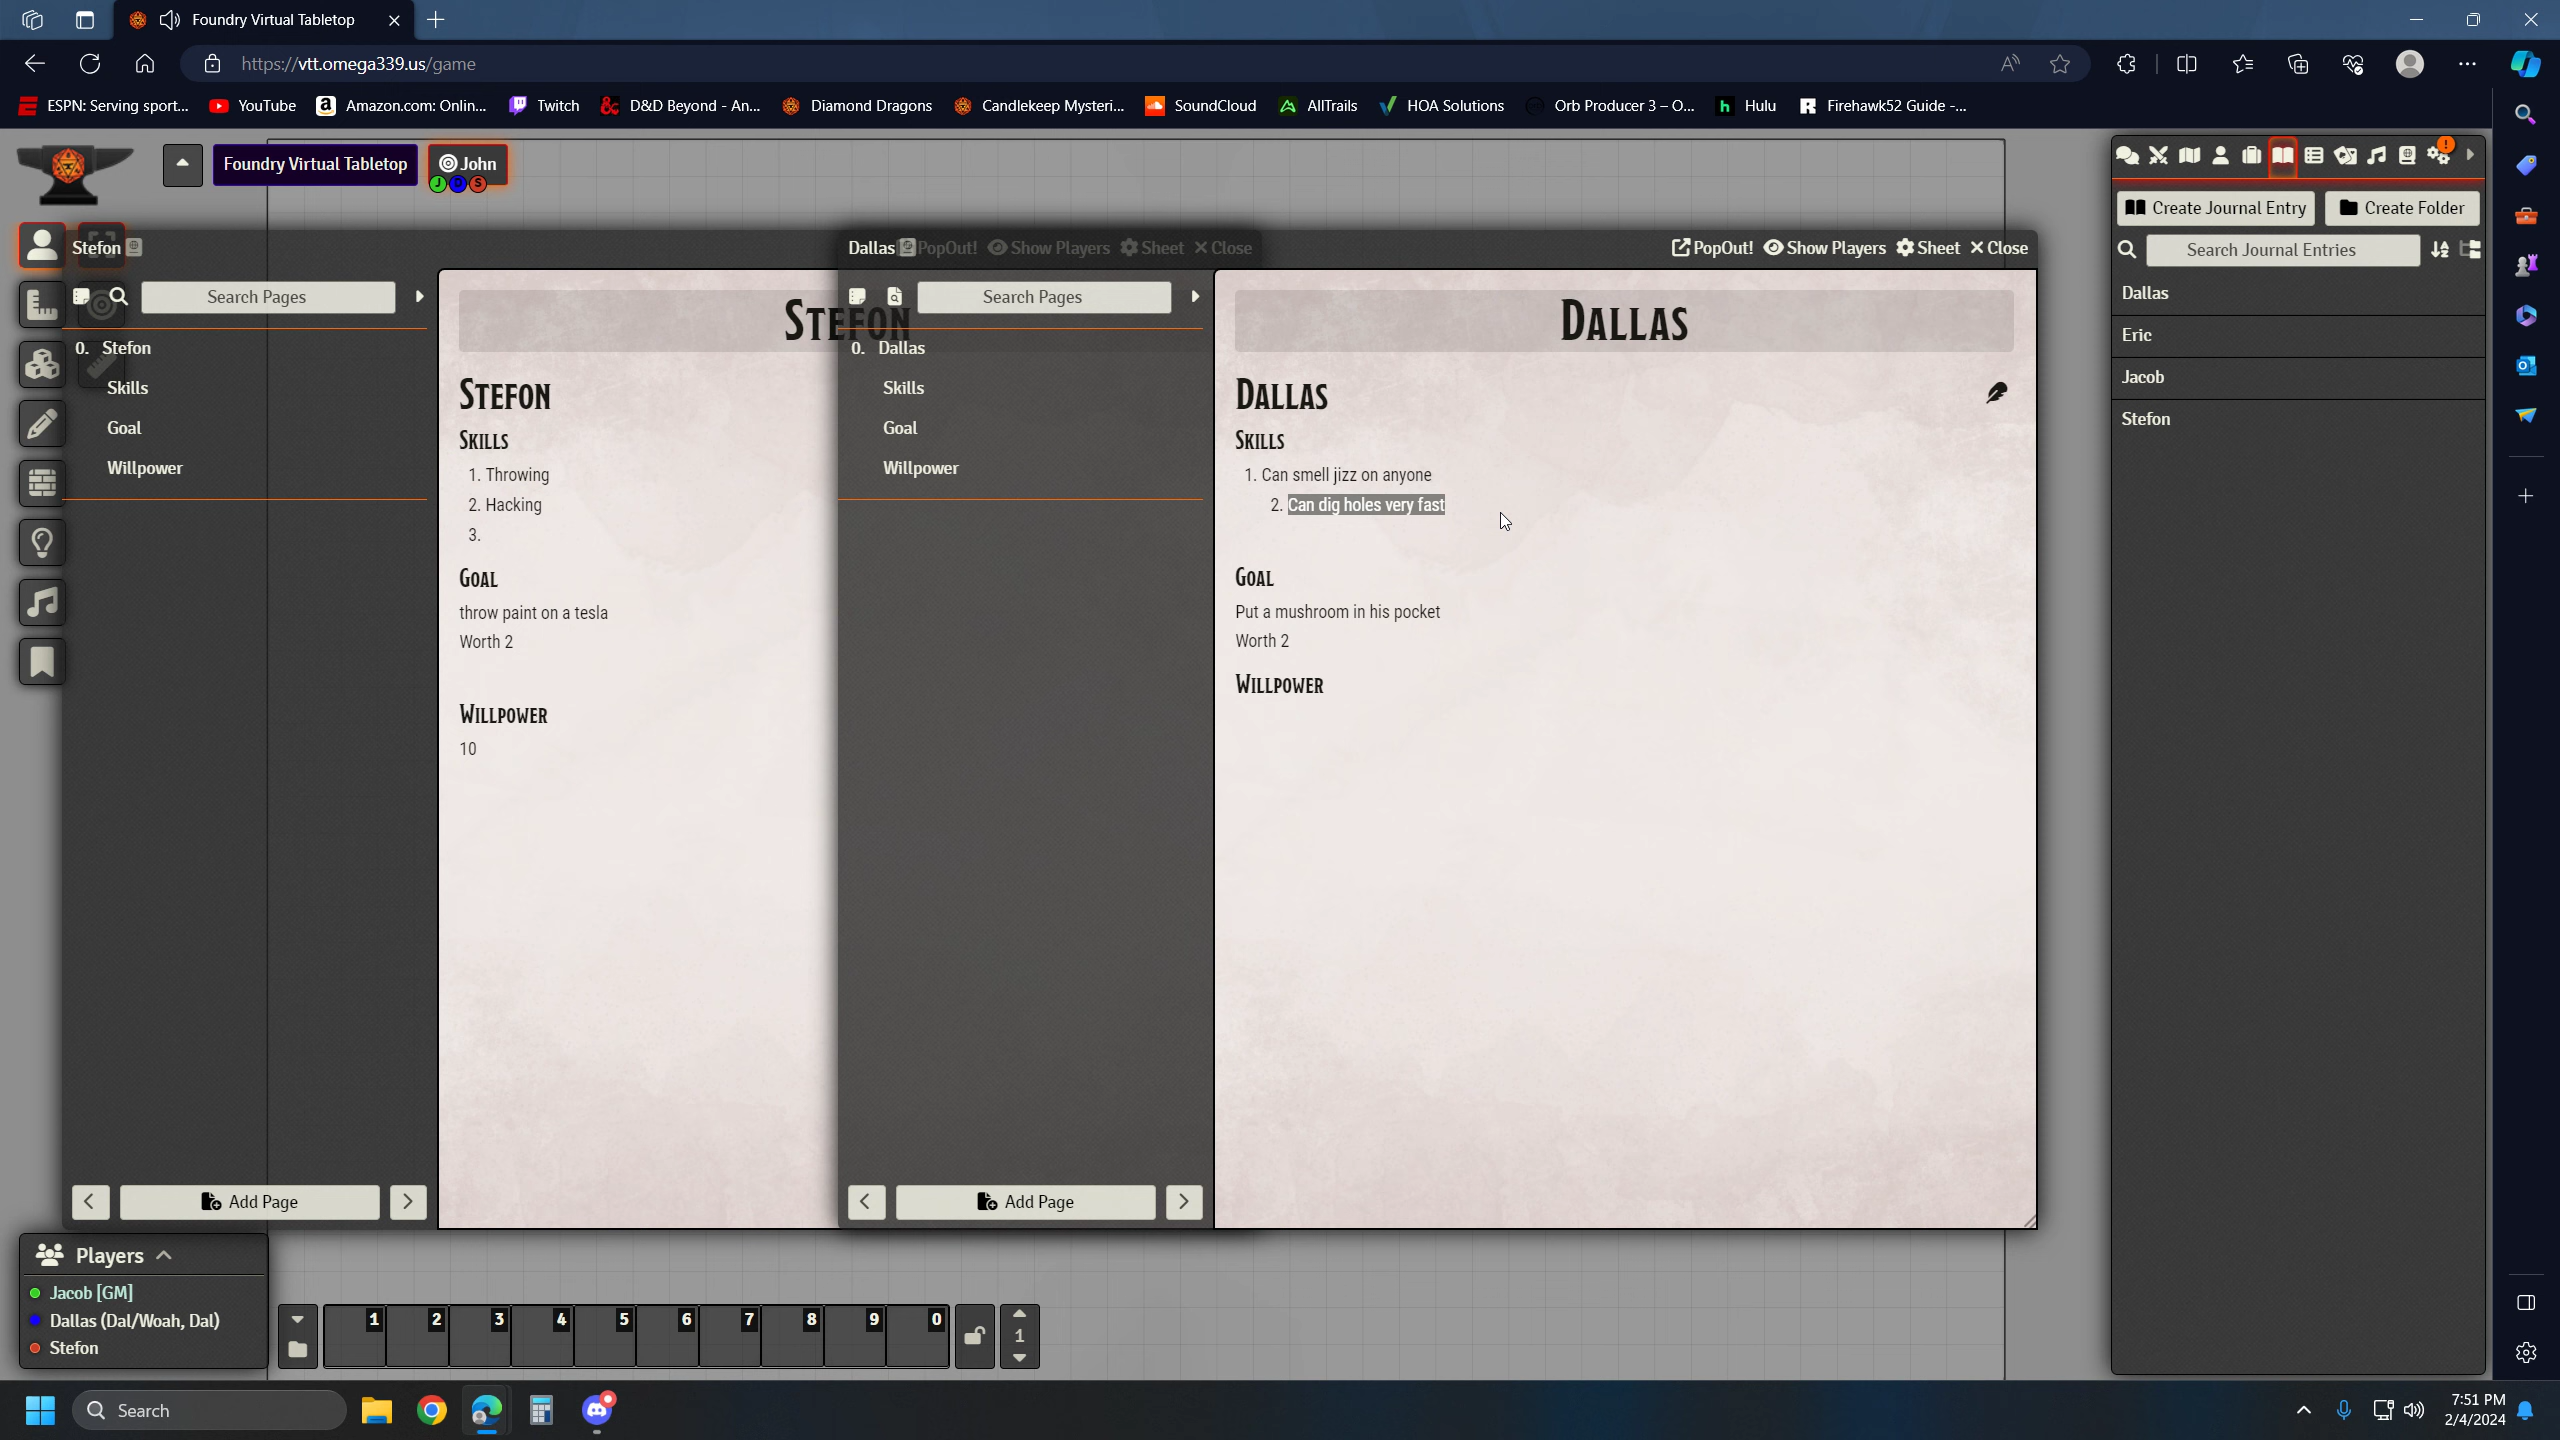 Foundry Virtual Tabletop
https://vtt.omega339.us/game
ESPN: Serving sport...
YouTube
Amazon.com: Onlin...
Twitch
D&D Beyond - An...
Diamond Dragons
Candlekeep Mysteri...
SoundCloud
AllTrails
HOA Solutions
Orb Producer 3 – O...
Hulu
Firehawk52 Guide -...
Foundry Virtual Tabletop
John
J D S
Stefon
PopOut! Show Players Sheet Close
Search Pages
0. Stefon
Skills
Goal
Willpower
Stefon
Stefon
Skills
1. Throwing
2. Hacking
3.
Goal
throw paint on a tesla
Worth 2
Willpower
10
Add Page
Dallas
PopOut! Show Players Sheet Close
Search Pages
0. Dallas
Skills
Goal
Willpower
Dallas
Dallas
Skills
1. Can smell jizz on anyone
2. Can dig holes very fast
Goal
Put a mushroom in his pocket
Worth 2
Willpower
Add Page
Create Journal Entry
Create Folder
Search Journal Entries
Dallas
Eric
Jacob
Stefon
Players
Jacob [GM]
Dallas (Dal/Woah, Dal)
Stefon
1 2 3 4 5 6 7 8 9 0
1
Search
7:51 PM
2/4/2024